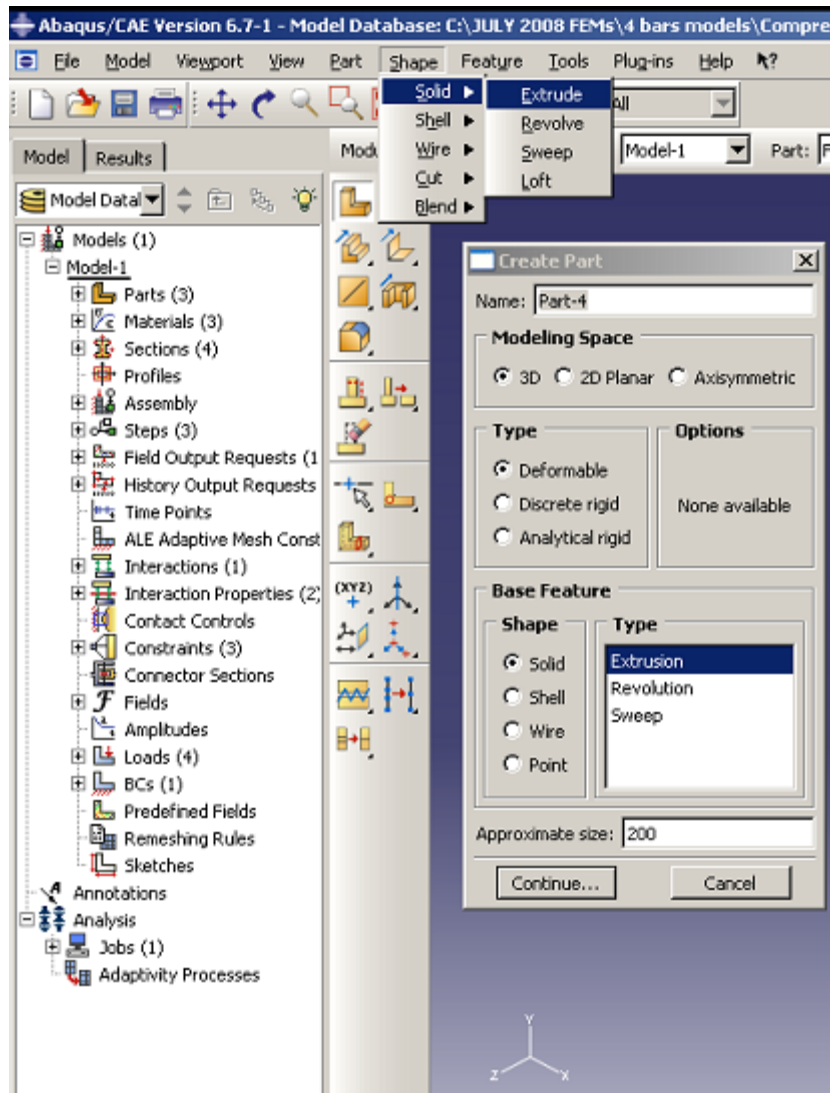 Abaqus/CAE Version 6.7-1 - Model Database: C:\JULY 2008 FEMs\4 bars models\Compre
File Model Viewport View Part Shape Feature Tools Plug-ins Help
Solid
Shell
Wire
Cut
Blend
Extrude
Revolve
Sweep
Loft
All
Model Results
Modu
Model-1
Part: F
Model Datal
Models (1)
Model-1
Parts (3)
Materials (3)
Sections (4)
Profiles
Assembly
Steps (3)
Field Output Requests (1
History Output Requests
Time Points
ALE Adaptive Mesh Const
Interactions (1)
Interaction Properties (2)
Contact Controls
Constraints (3)
Connector Sections
Fields
Amplitudes
Loads (4)
BCs (1)
Predefined Fields
Remeshing Rules
Sketches
Annotations
Analysis
Jobs (1)
Adaptivity Processes
(XYZ)
Create Part
Name: Part-4
Modeling Space
3D 2D Planar Axisymmetric
Type
Deformable
Discrete rigid
Analytical rigid
Options
None available
Base Feature
Shape
Solid
Shell
Wire
Point
Type
Extrusion
Revolution
Sweep
Approximate size: 200
Continue... Cancel
Y
Z X